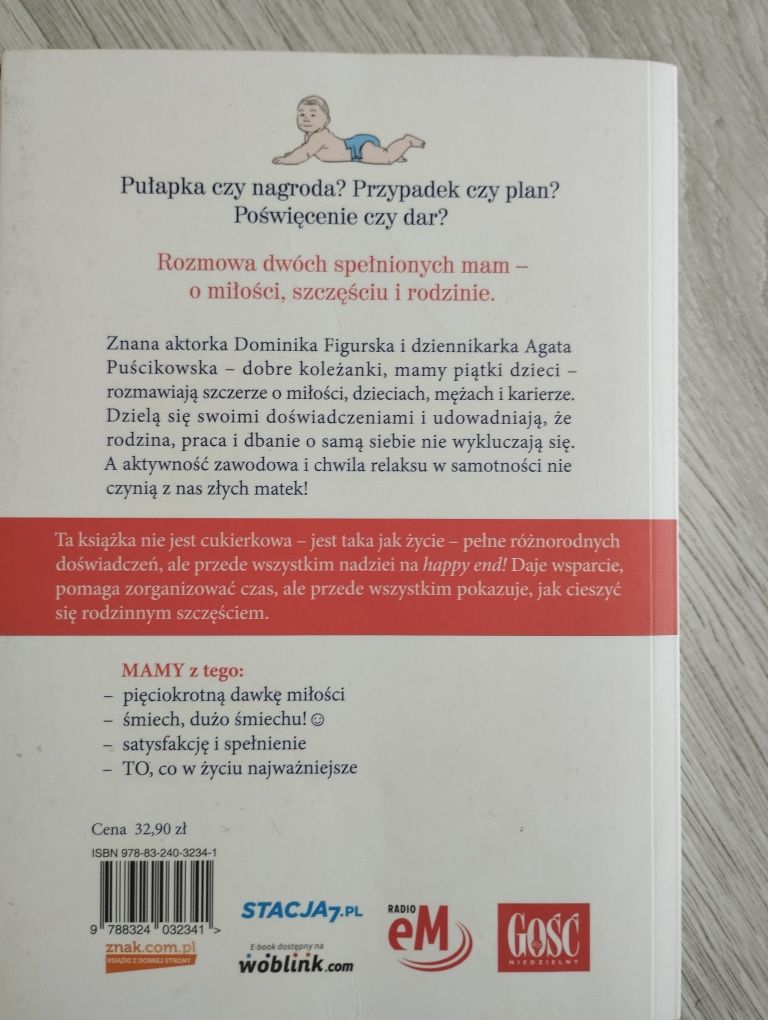 Pułapka czy nagroda? Przypadek czy plan?
Poświęcenie czy dar?
Rozmowa dwóch spełnionych mam –
o miłości, szczęściu i rodzinie.
Znana aktorka Dominika Figurska i dziennikarka Agata
Puścikowska – dobre koleżanki, mamy piątki dzieci –
rozmawiają szczerze o miłości, dzieciach, mężach i karierze.
Dzielą się swoimi doświadczeniami i udowadniają, że
rodzina, praca i dbanie o samą siebie nie wykluczają się.
A aktywność zawodowa i chwila relaksu w samotności nie
czynią z nas złych matek!
Ta książka nie jest cukierkowa – jest taka jak życie – pełne różnorodnych
doświadczeń, ale przede wszystkim nadziei na happy end! Daje wsparcie,
pomaga zorganizować czas, ale przede wszystkim pokazuje, jak cieszyć
się rodzinnym szczęściem.
MAMY z tego:
– pięciokrotną dawkę miłości
– śmiech, dużo śmiechu!☺
– satysfakcję i spełnienie
– TO, co w życiu najważniejsze
Cena 32,90 zł
ISBN 978-83-240-3234-1
9 788324 032341 >
znak.com.pl
KSIĄŻKI Z DOBREJ STRONY
STACJA7.PL
E-book dostępny na
woblink.com
RADIO
eM
GOŚĆ
NIEDZIELNY